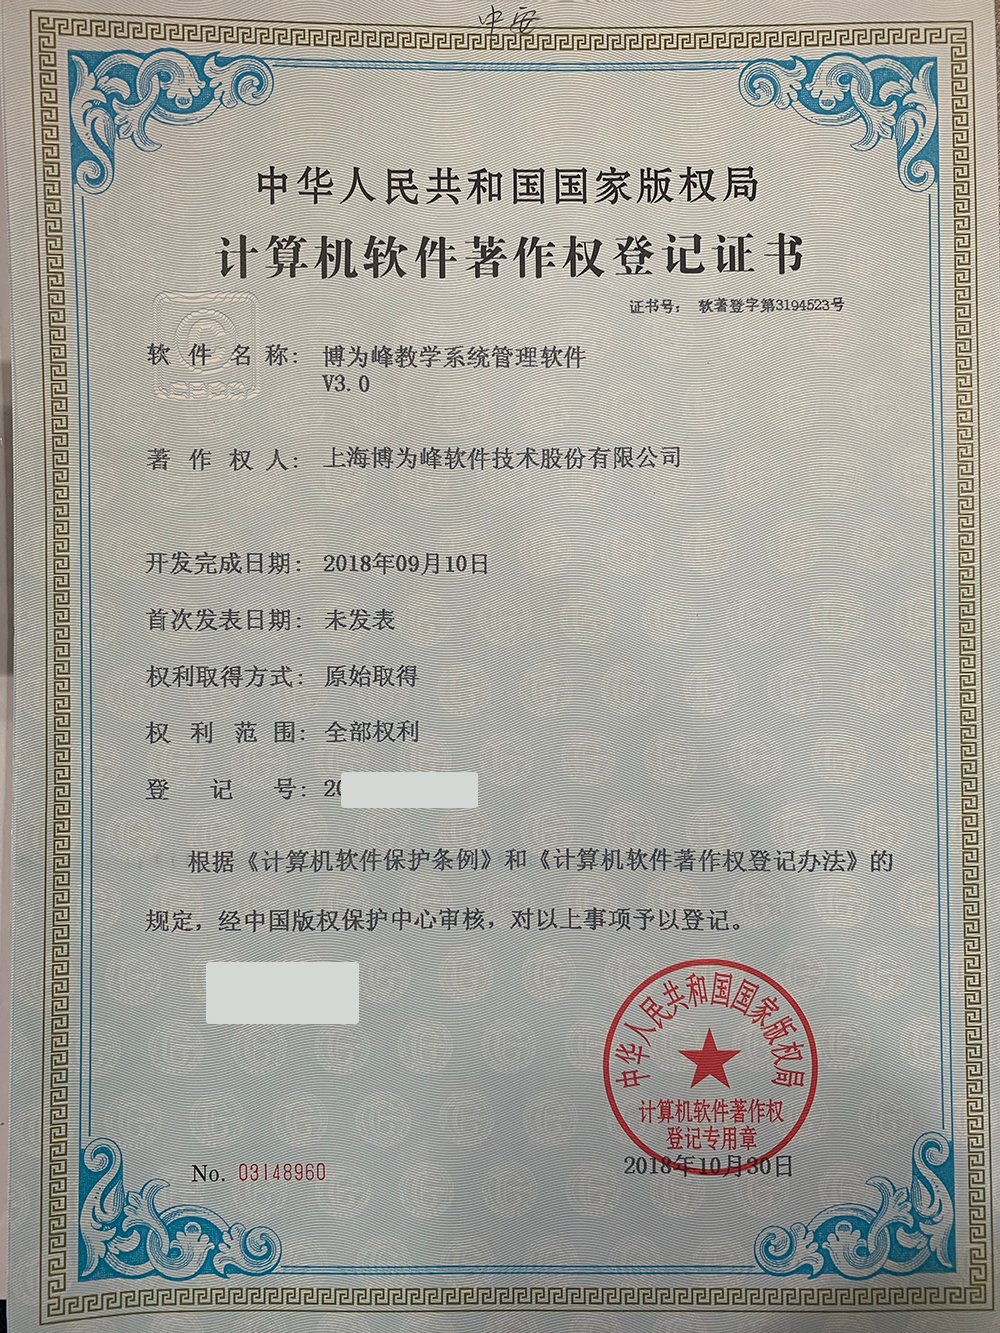 中安
中华人民共和国国家版权局
计算机软件著作权登记证书
证书号： 软著登字第3194523号
软件名称： 博为峰教学系统管理软件
V3.0
著作权人： 上海博为峰软件技术股份有限公司
开发完成日期： 2018年09月10日
首次发表日期： 未发表
权利取得方式： 原始取得
权利范围： 全部权利
登记号： 20
根据《计算机软件保护条例》和《计算机软件著作权登记办法》的
规定，经中国版权保护中心审核，对以上事项予以登记。
中华人民共和国国家版权局
计算机软件著作权
登记专用章
No. 03148960
2018年10月30日